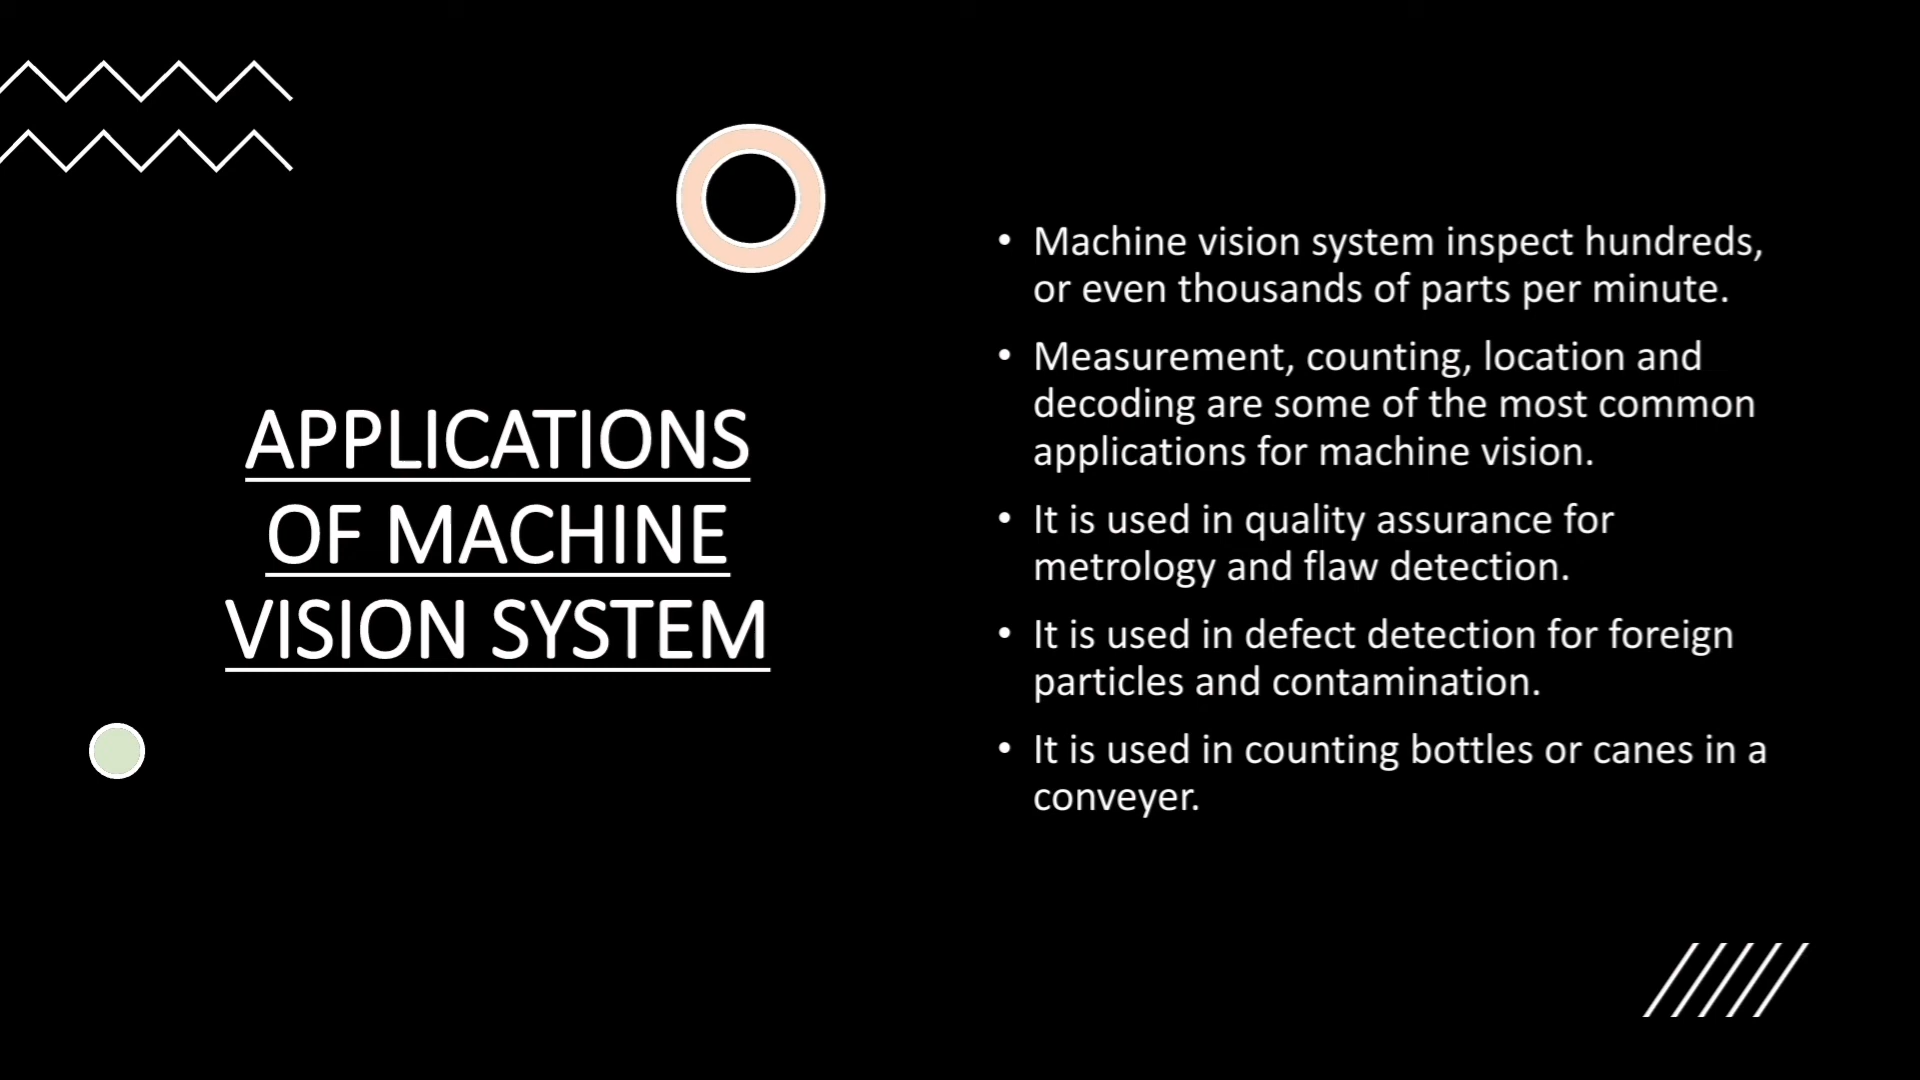 APPLICATIONS
OF MACHINE
VISION SYSTEM
• Machine vision system inspect hundreds,
or even thousands of parts per minute.
• Measurement, counting, location and
decoding are some of the most common
applications for machine vision.
• It is used in quality assurance for
metrology and flaw detection.
• It is used in defect detection for foreign
particles and contamination.
• It is used in counting bottles or canes in a
conveyer.